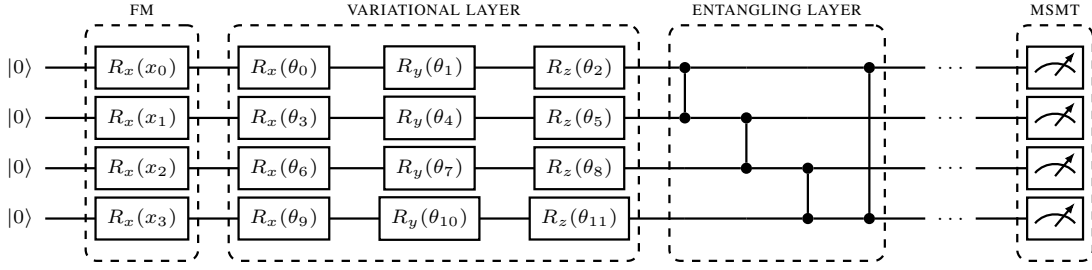 FM VARIATIONAL LAYER ENTANGLING LAYER MSMT
|0⟩ R_x(x_0) R_x(θ_0) R_y(θ_1) R_z(θ_2) ···
|0⟩ R_x(x_1) R_x(θ_3) R_y(θ_4) R_z(θ_5) ···
|0⟩ R_x(x_2) R_x(θ_6) R_y(θ_7) R_z(θ_8) ···
|0⟩ R_x(x_3) R_x(θ_9) R_y(θ_10) R_z(θ_11) ···